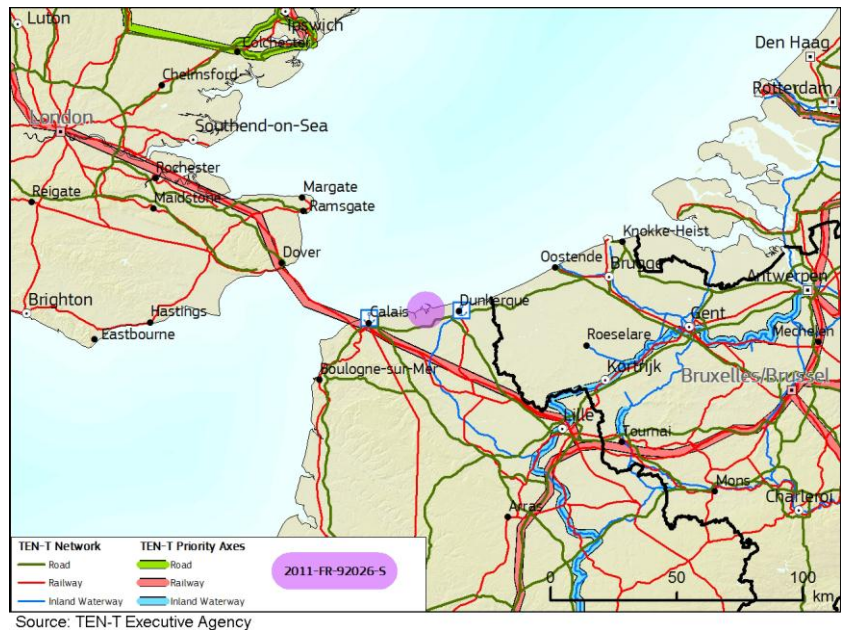 Luton
Ipswich
Colchester
Den Haag
Chelmsford
Rotterdam
London
Southend-on-Sea
Rochester
Margate
Reigate
Maidstone
Ramsgate
Knokke-Heist
Dover
Oostende
Brugge
Antwerpen
Brighton
Hastings
Calais
Dunkerque
Gent
Eastbourne
Roeselare
Mechelen
Boulogne-sur-Mer
Kortrijk
Bruxelles/Brussel
Lille
Tournai
Mons
Arras
Charleroi
TEN-T Network
TEN-T Priority Axes
Road
Road
2011-FR-92026-S
Railway
Railway
Inland Waterway
Inland Waterway
0 50 100
km
Source: TEN-T Executive Agency